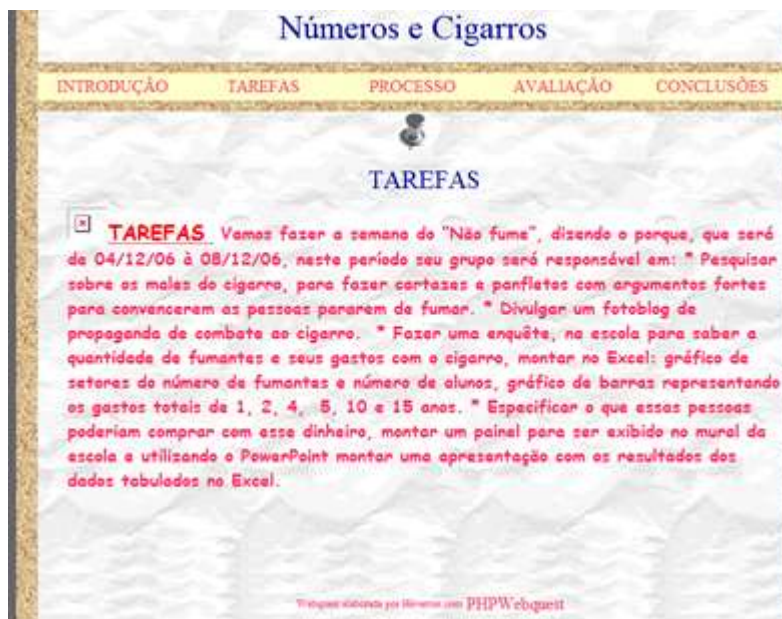 Números e Cigarros
INTRODUÇÃO TAREFAS PROCESSO AVALIAÇÃO CONCLUSÕES
TAREFAS
TAREFAS Vamos fazer a semana do "Não fume", dizendo o porque, que será
de 04/12/06 à 08/12/06, neste período seu grupo será responsável em: * Pesquisar
sobre os males do cigarro, para fazer cartazes e panfletos com argumentos fortes
para convencerem as pessoas pararem de fumar. * Divulgar um fotoblog de
propaganda de combate ao cigarro. * Fazer uma enquête, na escola para saber a
quantidade de fumantes e seus gastos com o cigarro, montar no Excel: gráfico de
setores do número de fumantes e número de alunos, gráfico de barras representando
os gastos totais de 1, 2, 4, 5, 10 e 15 anos. * Especificar o que essas pessoas
poderiam comprar com esse dinheiro, montar um painel para ser exibido no mural da
escola e utilizando o PowerPoint montar uma apresentação com os resultados dos
dados tabulados no Excel.
Webquest elaborada por com PHPWebquest